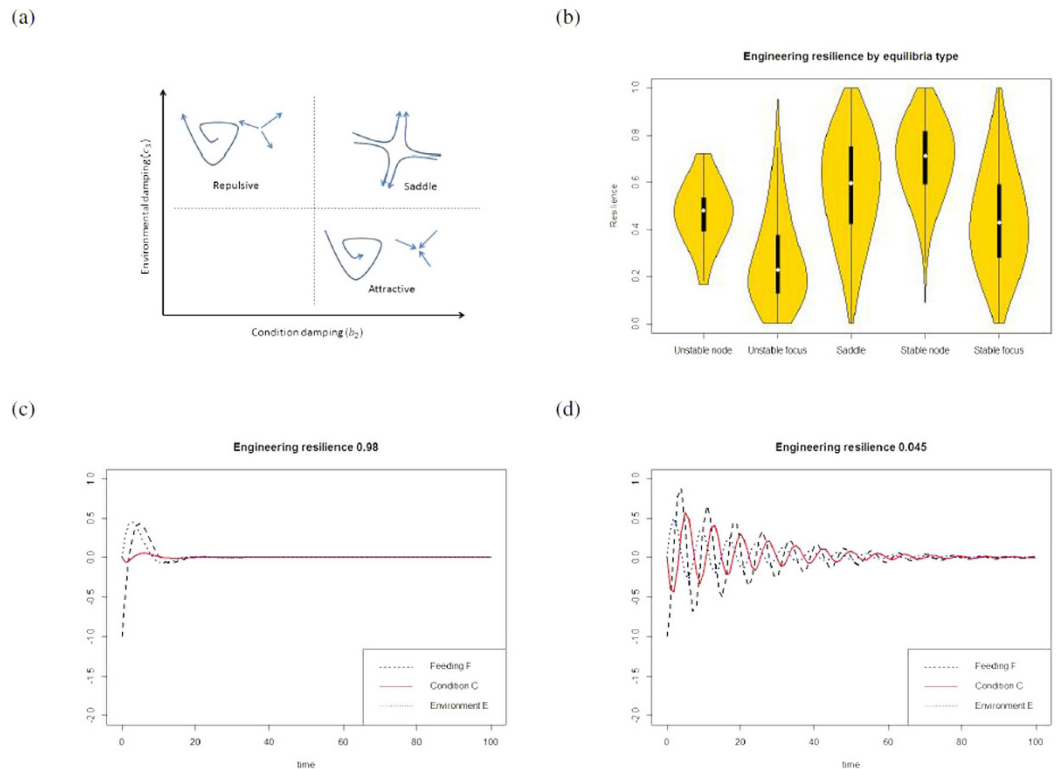 (a)
Environmental damping (c3)
Repulsive
Saddle
Attractive
Condition damping (b2)
(b)
Engineering resilience by equilibria type
Resilience
1.0
0.8
0.6
0.4
0.2
0.0
Unstable node
Unstable focus
Saddle
Stable node
Stable focus
(c)
Engineering resilience 0.98
1.0
0.5
0.0
-0.5
-1.0
-1.5
-2.0
Feeding F
Condition C
Environment E
0 20 40 60 80 100
time
(d)
Engineering resilience 0.045
1.0
0.5
0.0
-0.5
-1.0
-1.5
-2.0
Feeding F
Condition C
Environment E
0 20 40 60 80 100
time